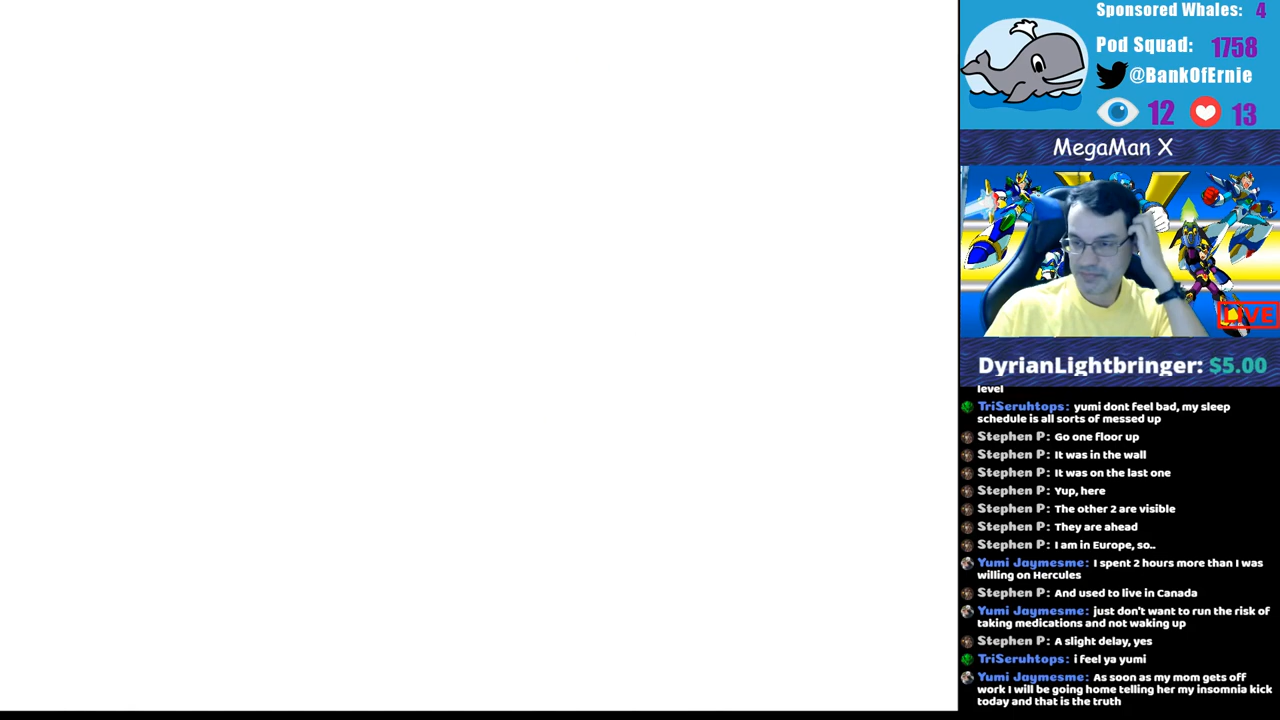 Sponsored Whales: 4
Pod Squad: 1758
@BankOfErnie
12 13
MegaMan X
LIVE
DyrianLightbringer: $5.00
level
TriSeruhtops: yumi dont feel bad, my sleep
schedule is all sorts of messed up
Stephen P: Go one floor up
Stephen P: It was in the wall
Stephen P: It was on the last one
Stephen P: Yup, here
Stephen P: The other 2 are visible
Stephen P: They are ahead
Stephen P: I am in Europe, so..
Yumi Jaymesme: I spent 2 hours more than I was
willing on Hercules
Stephen P: And used to live in Canada
Yumi Jaymesme: just don't want to run the risk of
taking medications and not waking up
Stephen P: A slight delay, yes
TriSeruhtops: i feel ya yumi
Yumi Jaymesme: As soon as my mom gets off
work I will be going home telling her my insomnia kick
today and that is the truth